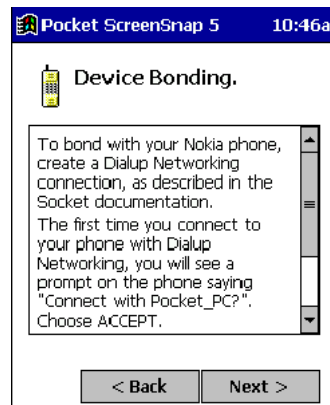 Pocket ScreenSnap 5 10:46a
Device Bonding.
To bond with your Nokia phone,
create a Dialup Networking
connection, as described in the
Socket documentation.
The first time you connect to
your phone with Dialup
Networking, you will see a
prompt on the phone saying
"Connect with Pocket_PC?".
Choose ACCEPT.
< Back Next >